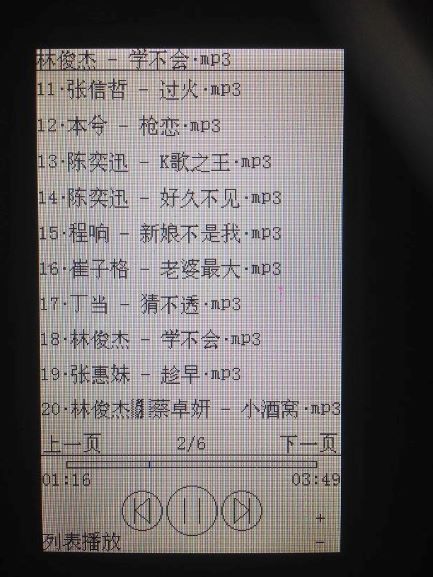 林俊杰 - 学不会·mp3
11·张信哲 - 过火·mp3
12·本兮 - 枪恋·mp3
13·陈奕迅 - K歌之王·mp3
14·陈奕迅 - 好久不见·mp3
15·程响 - 新娘不是我·mp3
16·崔子格 - 老婆最大·mp3
17·丁当 - 猜不透·mp3
18·林俊杰 - 学不会·mp3
19·张惠妹 - 趁早·mp3
20·林俊杰 蔡卓妍 - 小酒窝·mp3
上一页 2/6 下一页
01:16 03:49
+
列表播放 -